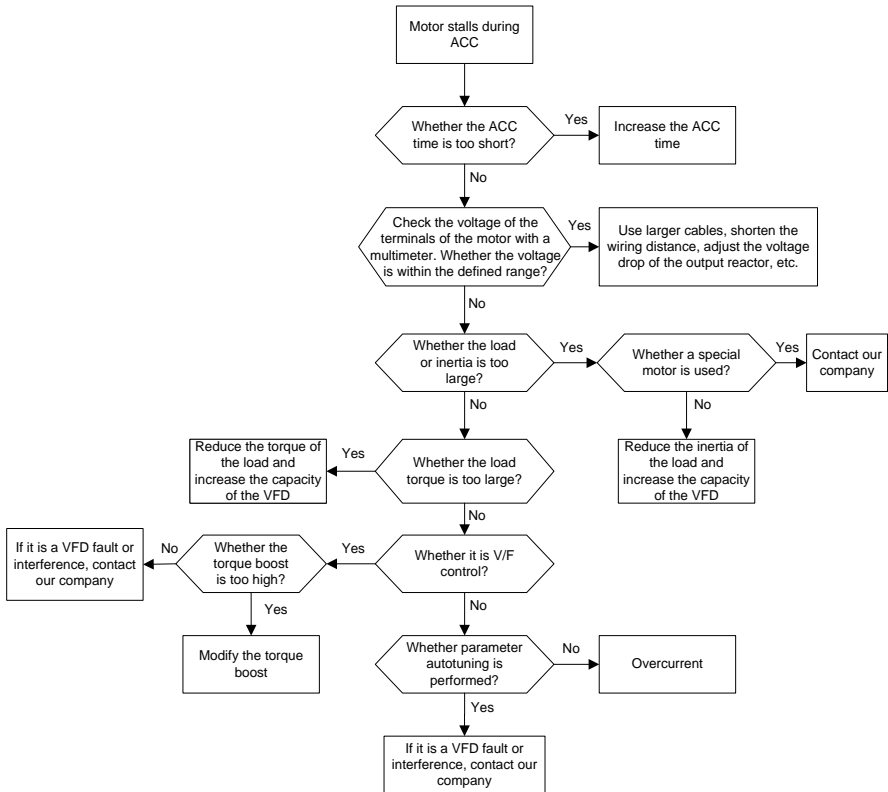 Motor stalls during
ACC
Whether the ACC
time is too short?
Yes
Increase the ACC
time
No
Check the voltage of the
terminals of the motor with a
multimeter. Whether the voltage
is within the defined range?
Yes
Use larger cables, shorten the
wiring distance, adjust the voltage
drop of the output reactor, etc.
No
Whether the load
or inertia is too
large?
Yes
Whether a special
motor is used?
Yes
Contact our
company
No
No
Reduce the inertia of
the load and
increase the capacity
of the VFD
Whether the load
torque is too large?
Yes
Reduce the torque of
the load and
increase the capacity
of the VFD
No
Whether it is V/F
control?
Yes
Whether the
torque boost
is too high?
No
If it is a VFD fault or
interference, contact
our company
Yes
Modify the torque
boost
No
Whether parameter
autotuning is
performed?
No
Overcurrent
Yes
If it is a VFD fault or
interference, contact our
company